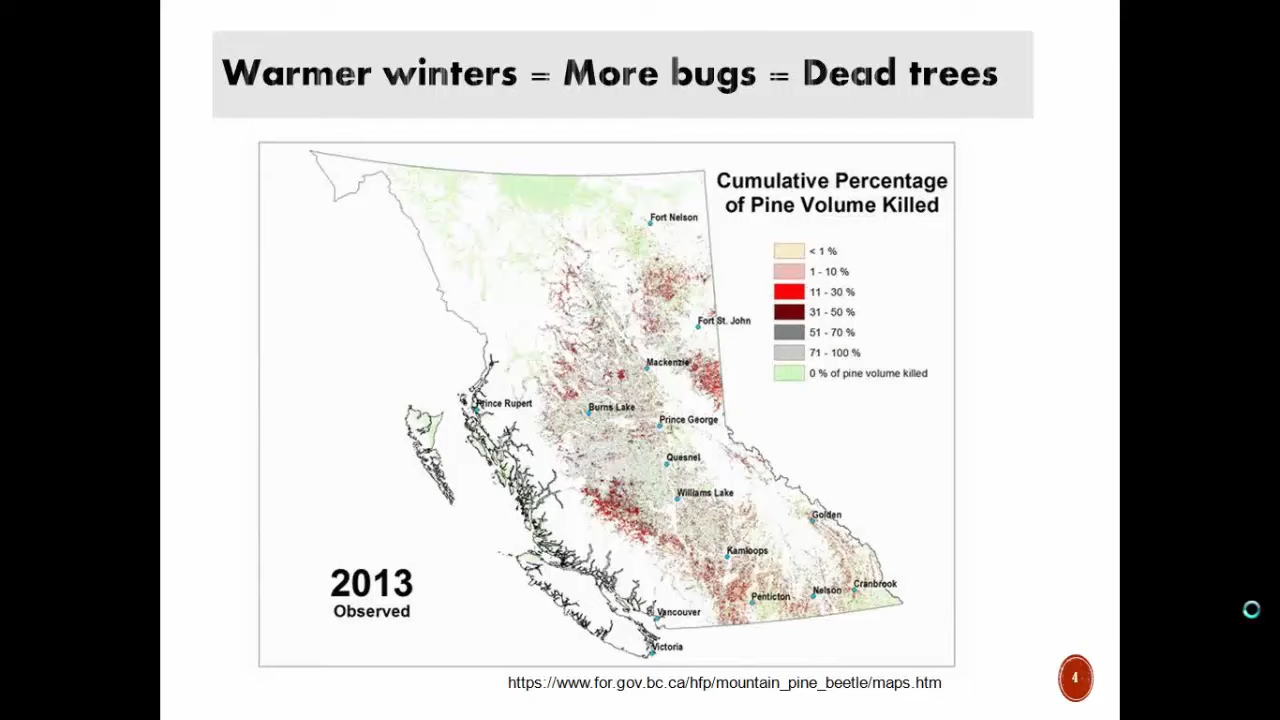 Warmer winters = More bugs = Dead trees
Cumulative Percentage
of Pine Volume Killed
< 1 %
1 - 10 %
11 - 30 %
31 - 50 %
51 - 70 %
71 - 100 %
0 % of pine volume killed
Fort Nelson
Fort St. John
Mackenzie
Prince Rupert
Burns Lake
Prince George
Quesnel
Williams Lake
Golden
Kamloops
Cranbrook
Nelson
Penticton
Vancouver
Victoria
2013
Observed
https://www.for.gov.bc.ca/hfp/mountain_pine_beetle/maps.htm
4